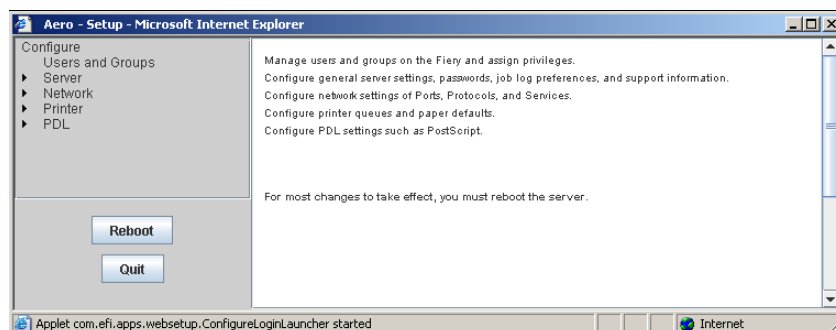 Aero - Setup - Microsoft Internet Explorer
Configure
Users and Groups
Server
Network
Printer
PDL
Manage users and groups on the Fiery and assign privileges.
Configure general server settings, passwords, job log preferences, and support information.
Configure network settings of Ports, Protocols, and Services.
Configure printer queues and paper defaults.
Configure PDL settings such as PostScript.
For most changes to take effect, you must reboot the server.
Reboot
Quit
Applet com.efi.apps.websetup.ConfigureLoginLauncher started
Internet